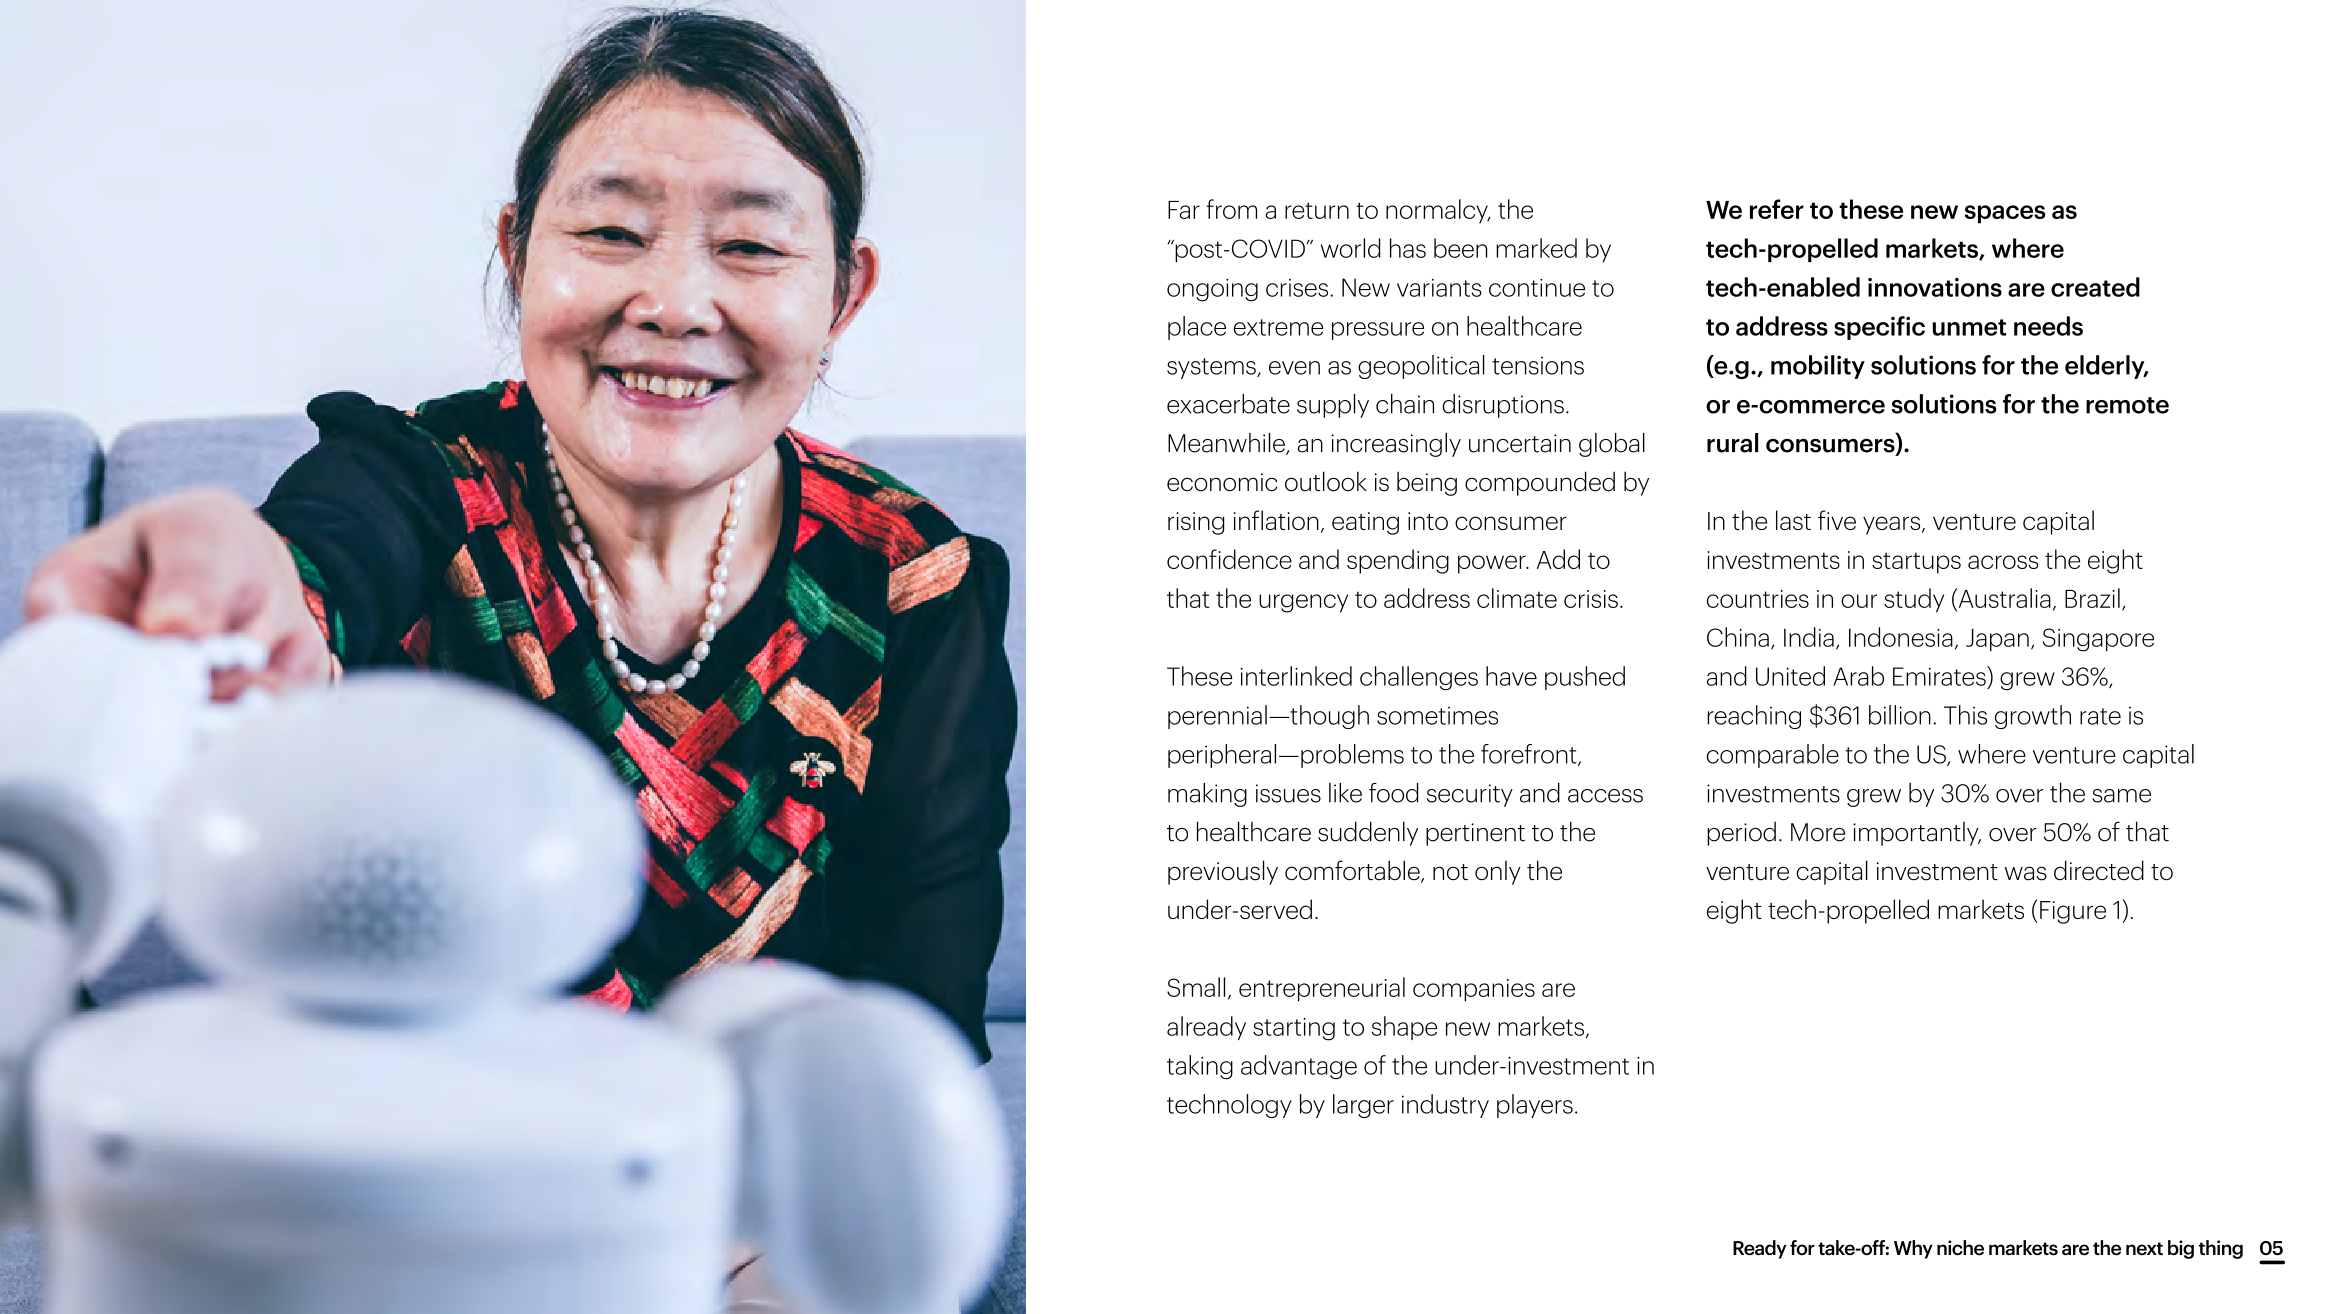 Far from a return to normalcy, the
“post-COVID” world has been marked by
ongoing crises. New variants continue to
place extreme pressure on healthcare
systems, even as geopolitical tensions
exacerbate supply chain disruptions.
Meanwhile, an increasingly uncertain global
economic outlook is being compounded by
rising inflation, eating into consumer
confidence and spending power. Add to
that the urgency to address climate crisis.
These interlinked challenges have pushed
perennial—though sometimes
peripheral—problems to the forefront,
making issues like food security and access
to healthcare suddenly pertinent to the
previously comfortable, not only the
under-served.
Small, entrepreneurial companies are
already starting to shape new markets,
taking advantage of the under-investment in
technology by larger industry players.
We refer to these new spaces as
tech-propelled markets, where
tech-enabled innovations are created
to address specific unmet needs
(e.g., mobility solutions for the elderly,
or e-commerce solutions for the remote
rural consumers).
In the last five years, venture capital
investments in startups across the eight
countries in our study (Australia, Brazil,
China, India, Indonesia, Japan, Singapore
and United Arab Emirates) grew 36%,
reaching $361 billion. This growth rate is
comparable to the US, where venture capital
investments grew by 30% over the same
period. More importantly, over 50% of that
venture capital investment was directed to
eight tech-propelled markets (Figure 1).
Ready for take-off: Why niche markets are the next big thing 05